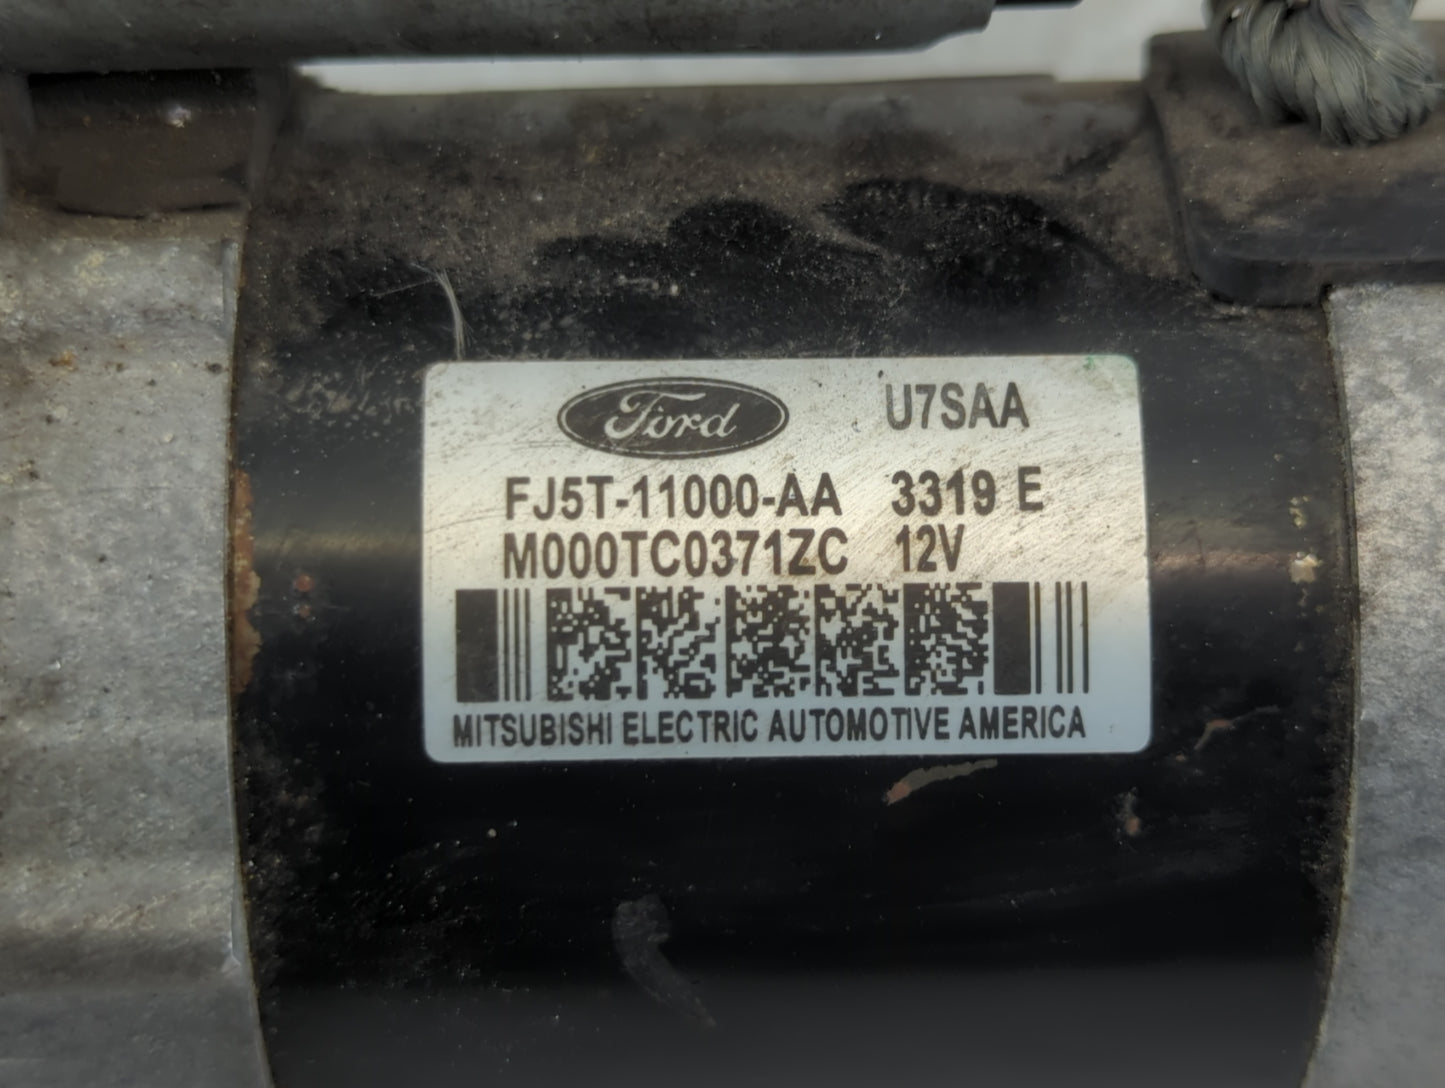 Ford U7SAA
FJ5T-11000-AA 3319 E
M000TC0371ZC 12V
MITSUBISHI ELECTRIC AUTOMOTIVE AMERICA